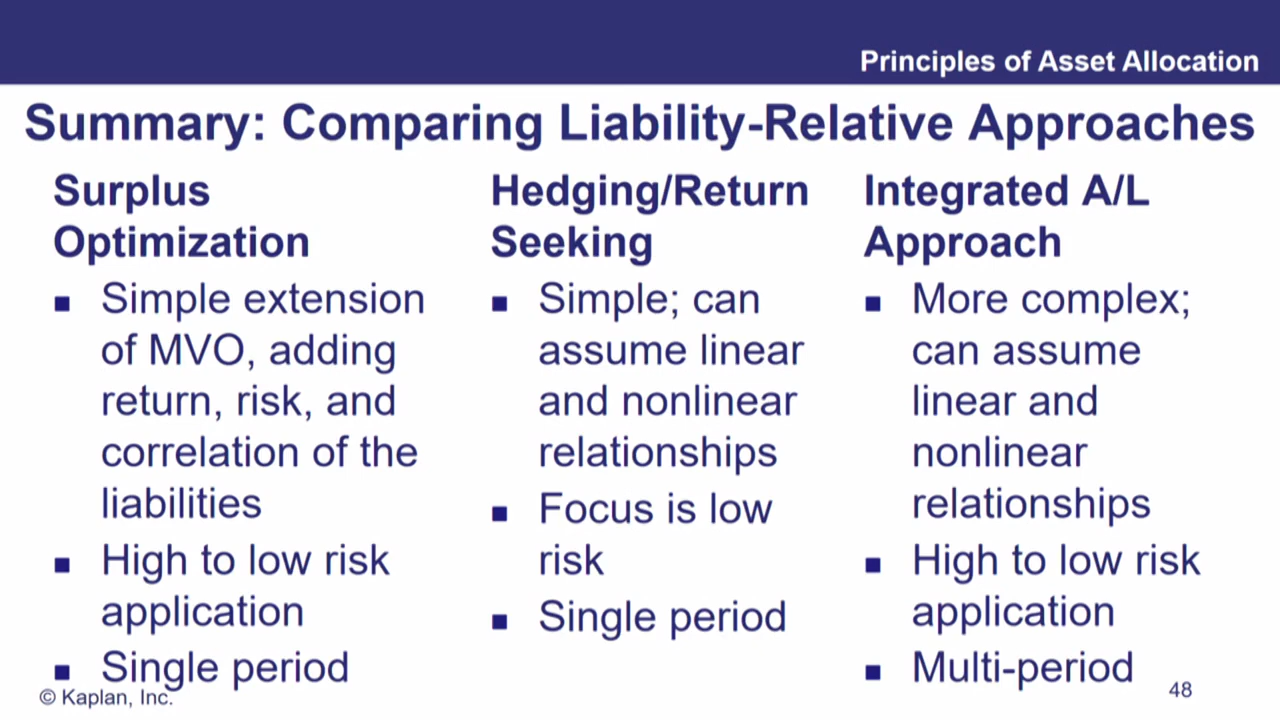 Principles of Asset Allocation
Summary: Comparing Liability-Relative Approaches
Surplus
Optimization
■ Simple extension
of MVO, adding
return, risk, and
correlation of the
liabilities
■ High to low risk
application
■ Single period
Hedging/Return
Seeking
■ Simple; can
assume linear
and nonlinear
relationships
■ Focus is low
risk
■ Single period
Integrated A/L
Approach
■ More complex;
can assume
linear and
nonlinear
relationships
■ High to low risk
application
■ Multi-period
© Kaplan, Inc.
48